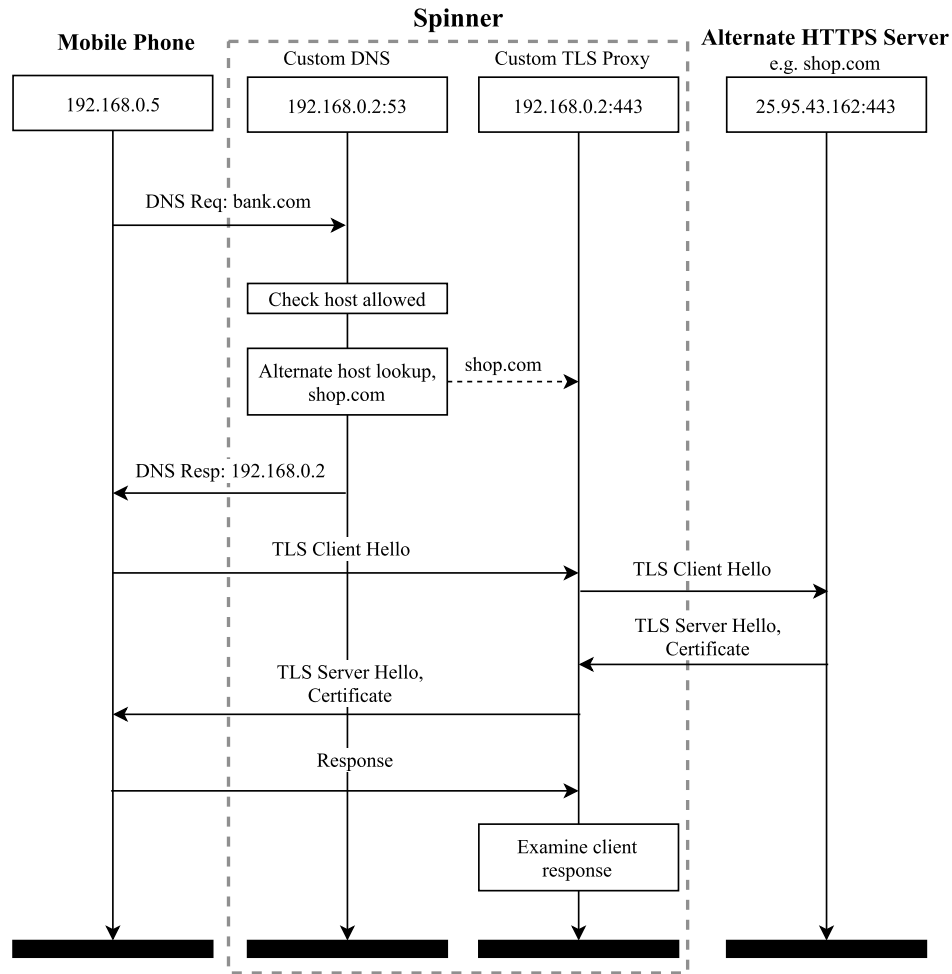 Spinner
Mobile Phone
Alternate HTTPS Server
Custom DNS
Custom TLS Proxy
e.g. shop.com
192.168.0.5
192.168.0.2:53
192.168.0.2:443
25.95.43.162:443
DNS Req: bank.com
Check host allowed
Alternate host lookup,
shop.com
shop.com
DNS Resp: 192.168.0.2
TLS Client Hello
TLS Client Hello
TLS Server Hello,
Certificate
TLS Server Hello,
Certificate
Response
Examine client
response